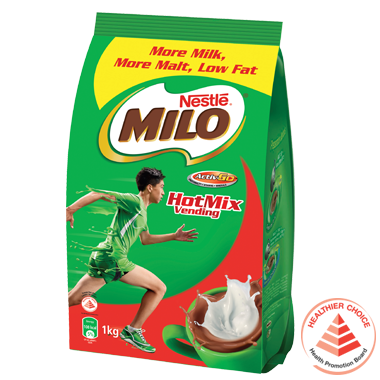 More Milk,
More Malt, Low Fat
Nestlé
MILO
Activ-Go
HotMix
Vending
1kg
HEALTHIER CHOICE
Health Promotion Board